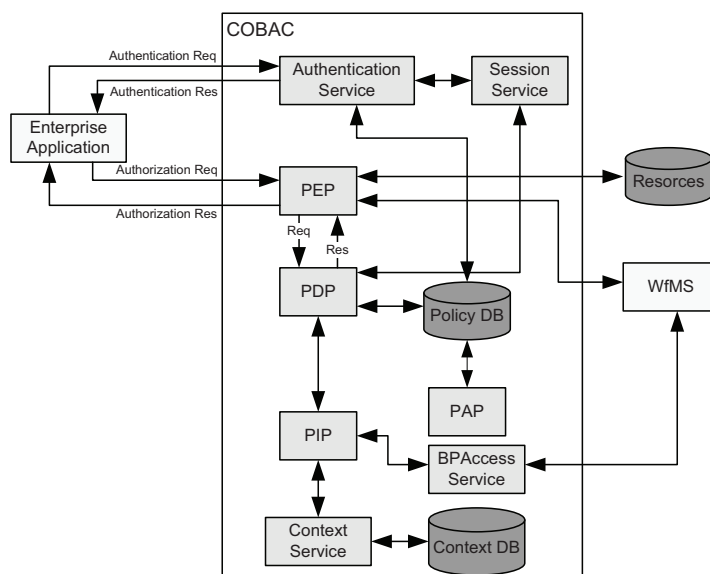 COBAC
Authentication Req
Authentication
Service
Session
Service
Authentication Res
Enterprise
Application
Authorization Req
PEP
Resorces
Authorization Res
Req
Res
PDP
Policy DB
WfMS
PAP
PIP
BPAccess
Service
Context
Service
Context DB